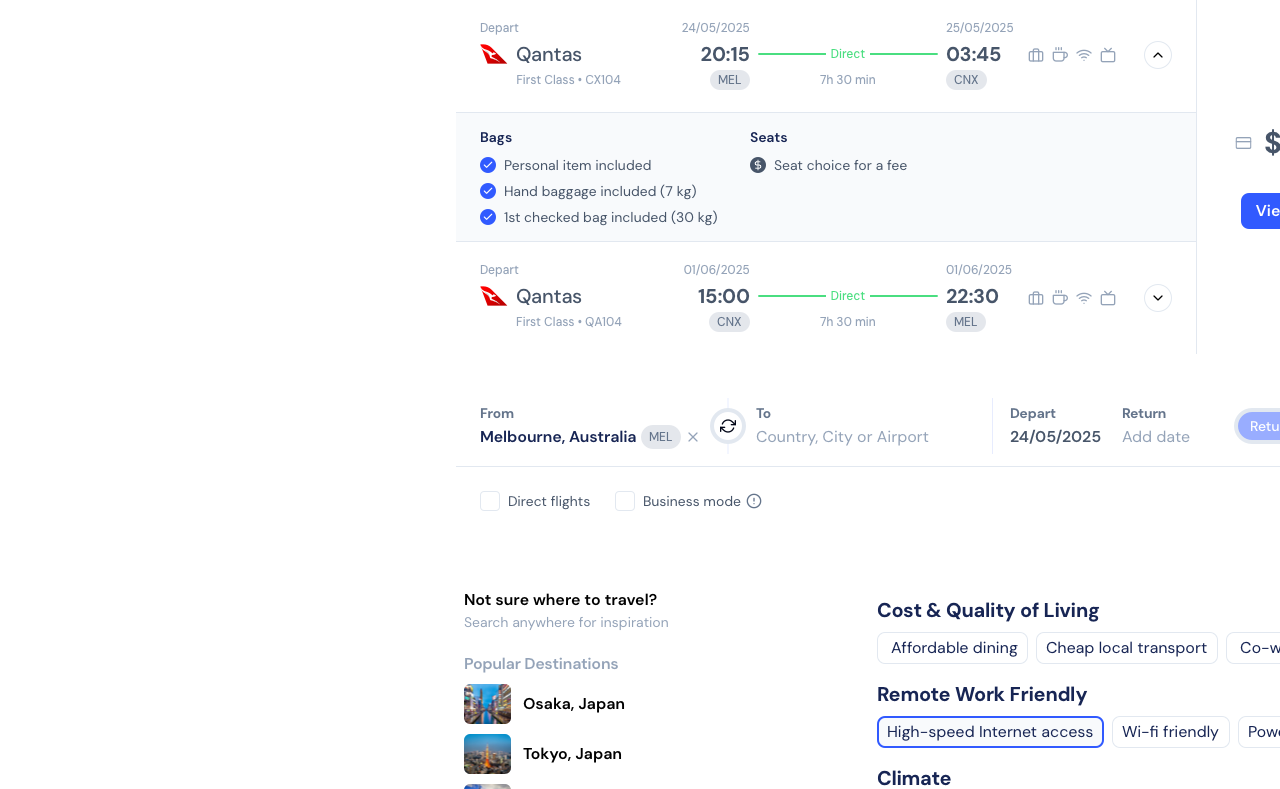 Depart
24/05/2025
25/05/2025
Qantas
20:15
Direct
03:45
First Class • CX104
MEL
7h 30 min
CNX
Bags
Seats
Personal item included
Seat choice for a fee
Hand baggage included (7 kg)
1st checked bag included (30 kg)
$
Vie
Depart
01/06/2025
01/06/2025
Qantas
15:00
Direct
22:30
First Class • QA104
CNX
7h 30 min
MEL
From
To
Depart
Return
Melbourne, Australia MEL
Country, City or Airport
24/05/2025
Add date
Retu
Direct flights
Business mode
Not sure where to travel?
Search anywhere for inspiration
Popular Destinations
Osaka, Japan
Tokyo, Japan
Cost & Quality of Living
Affordable dining
Cheap local transport
Co-w
Remote Work Friendly
High-speed Internet access
Wi-fi friendly
Powe
Climate